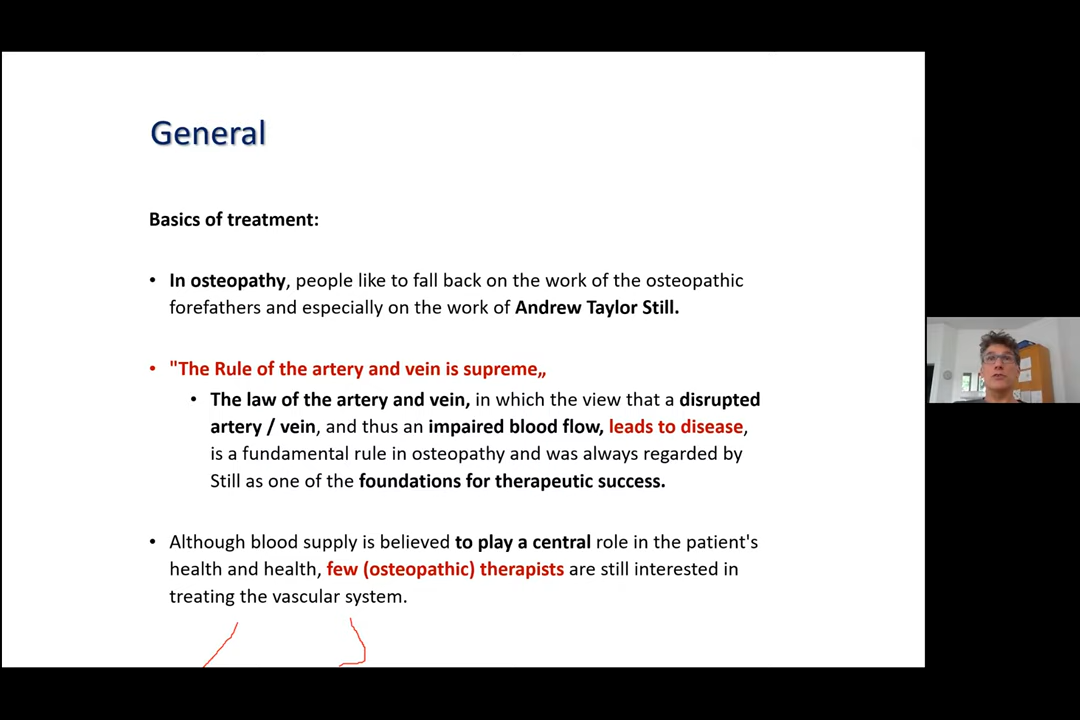 General
Basics of treatment:
• In osteopathy, people like to fall back on the work of the osteopathic
forefathers and especially on the work of Andrew Taylor Still.
• "The Rule of the artery and vein is supreme„
• The law of the artery and vein, in which the view that a disrupted
artery / vein, and thus an impaired blood flow, leads to disease,
is a fundamental rule in osteopathy and was always regarded by
Still as one of the foundations for therapeutic success.
• Although blood supply is believed to play a central role in the patient's
health and health, few (osteopathic) therapists are still interested in
treating the vascular system.